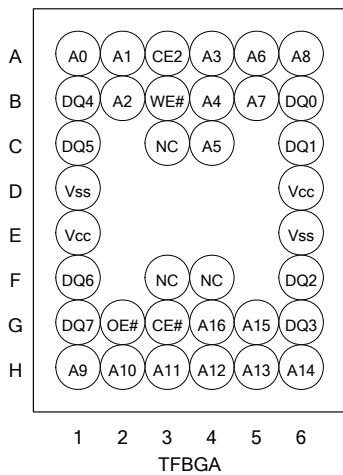 A A0 A1 CE2 A3 A6 A8
B DQ4 A2 WE# A4 A7 DQ0
C DQ5 NC A5 DQ1
D Vss Vcc
E Vcc Vss
F DQ6 NC NC DQ2
G DQ7 OE# CE# A16 A15 DQ3
H A9 A10 A11 A12 A13 A14
1 2 3 4 5 6
TFBGA